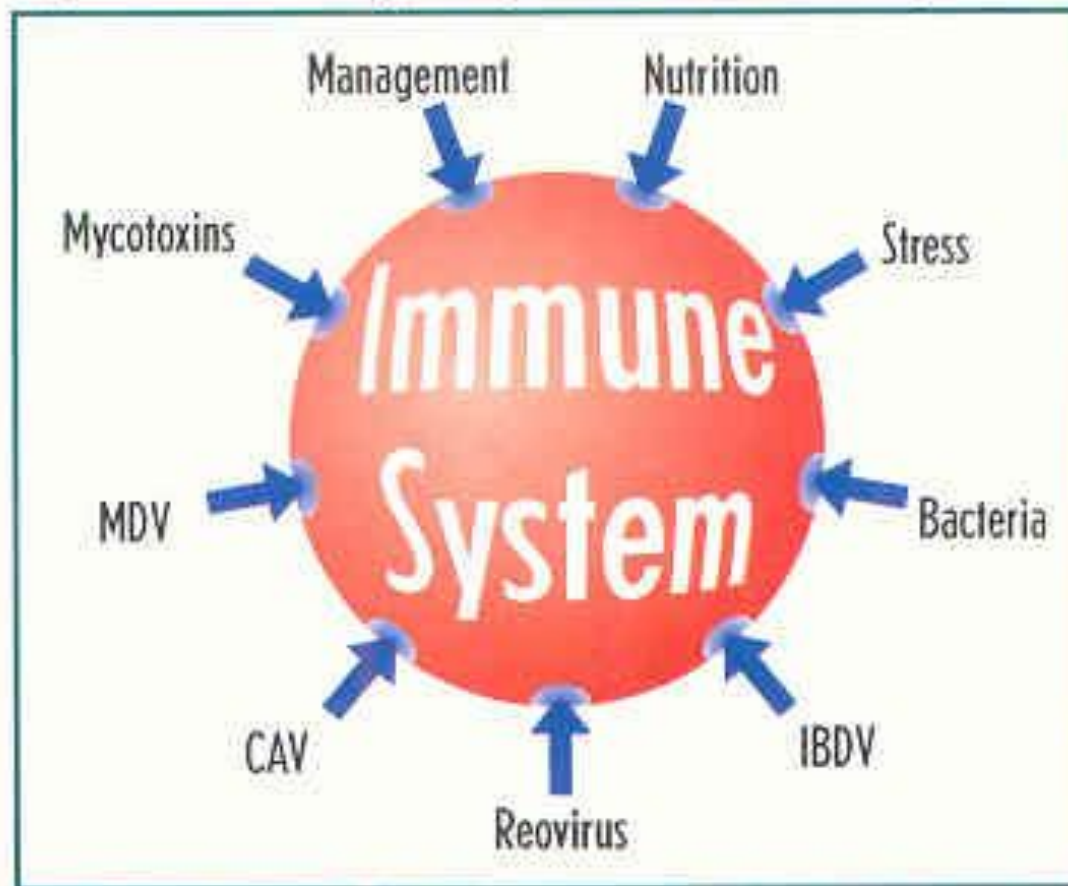 Management
Nutrition
Mycotoxins
Stress
Immune
System
MDV
Bacteria
CAV
IBDV
Reovirus